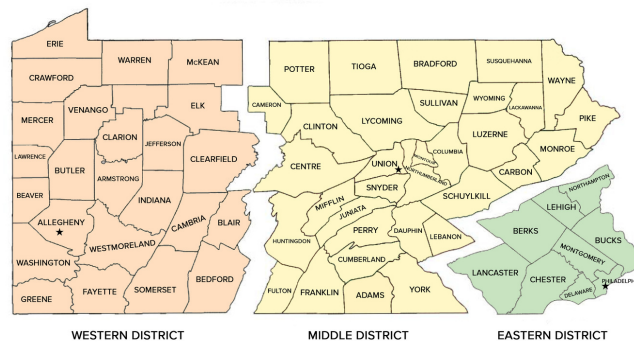 ERIE
WARREN
McKEAN
CRAWFORD
VENANGO
ELK
MERCER
CLARION
JEFFERSON
CLEARFIELD
LAWRENCE
BUTLER
ARMSTRONG
BEAVER
INDIANA
ALLEGHENY
CAMBRIA
BLAIR
WESTMORELAND
WASHINGTON
BEDFORD
SOMERSET
FAYETTE
GREENE
WESTERN DISTRICT
POTTER
TIOGA
BRADFORD
SUSQUEHANNA
WAYNE
CAMERON
SULLIVAN
WYOMING
LACKAWANNA
LYCOMING
CLINTON
PIKE
LUZERNE
MONROE
COLUMBIA
MONTOUR
UNION
CENTRE
NORTHUMBERLAND
CARBON
SNYDER
SCHUYLKILL
MIFFLIN
JUNIATA
PERRY
DAUPHIN
LEBANON
HUNTINGDON
CUMBERLAND
FULTON
FRANKLIN
ADAMS
YORK
MIDDLE DISTRICT
NORTHAMPTON
LEHIGH
BERKS
BUCKS
MONTGOMERY
LANCASTER
CHESTER
DELAWARE
PHILADELPH
EASTERN DISTRICT